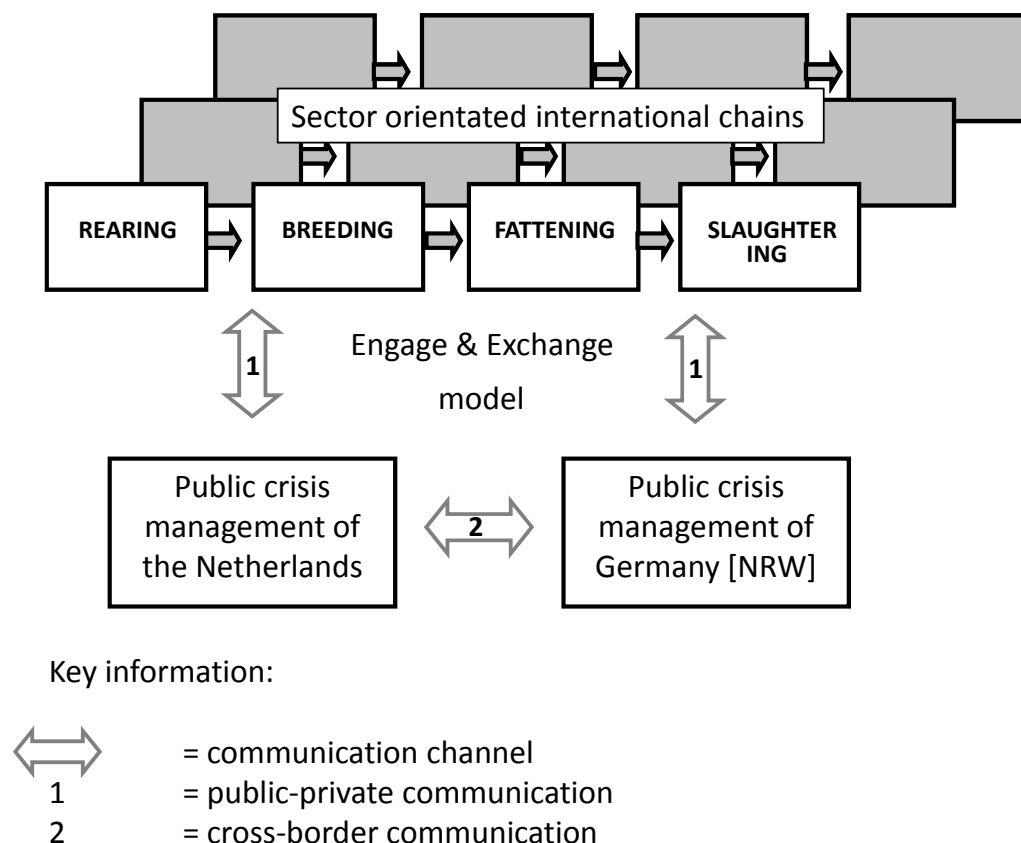 Sector orientated international chains
REARING
BREEDING
FATTENING
SLAUGHTER
ING
1
Engage & Exchange
model
1
Public crisis
management of
the Netherlands
2
Public crisis
management of
Germany [NRW]
Key information:
= communication channel
1 = public-private communication
2 = cross-border communication